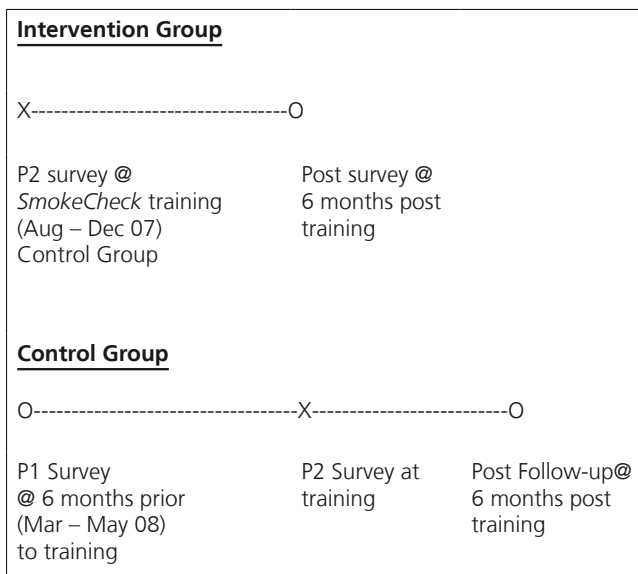 Intervention Group
X----------------------------------O
P2 survey @ Post survey @
SmokeCheck training 6 months post
(Aug – Dec 07) training
Control Group
Control Group
O-----------------------------------X--------------------------O
P1 Survey P2 Survey at Post Follow-up@
@ 6 months prior training 6 months post
(Mar – May 08) training
to training